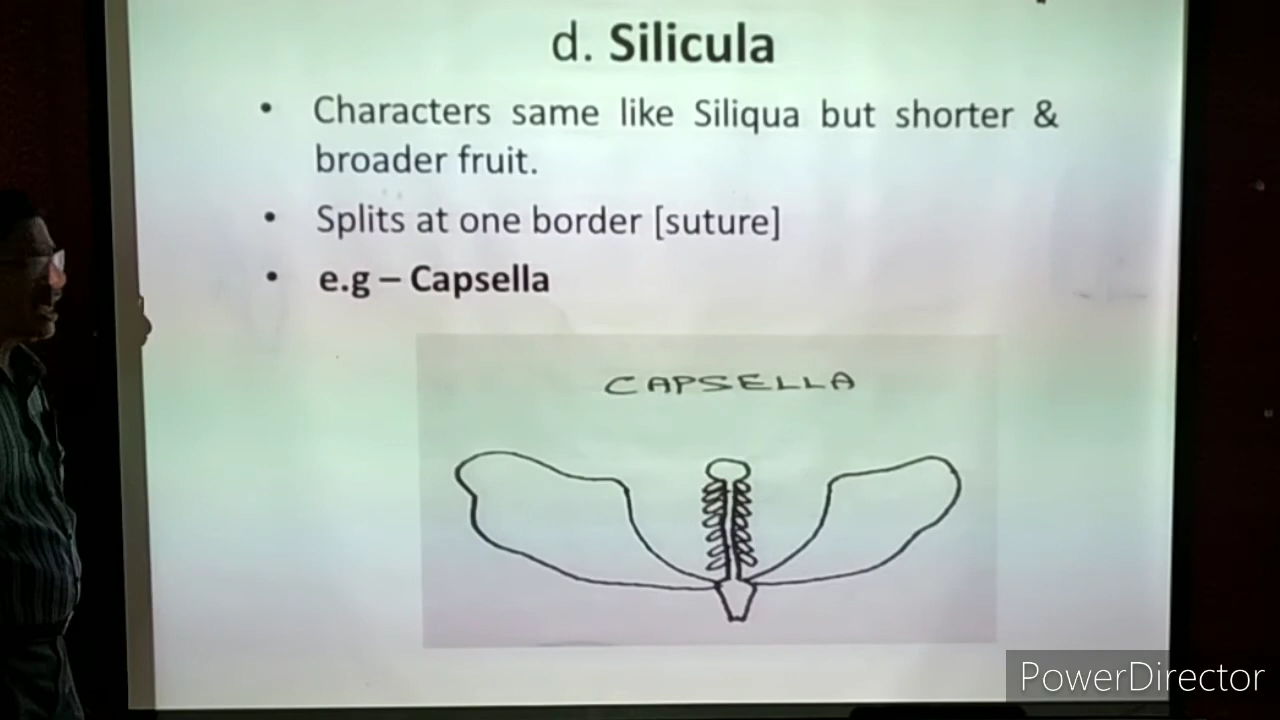 d. Silicula
• Characters same like Siliqua but shorter &
broader fruit.
• Splits at one border [suture]
• e.g – Capsella
CAPSELLA
PowerDirector